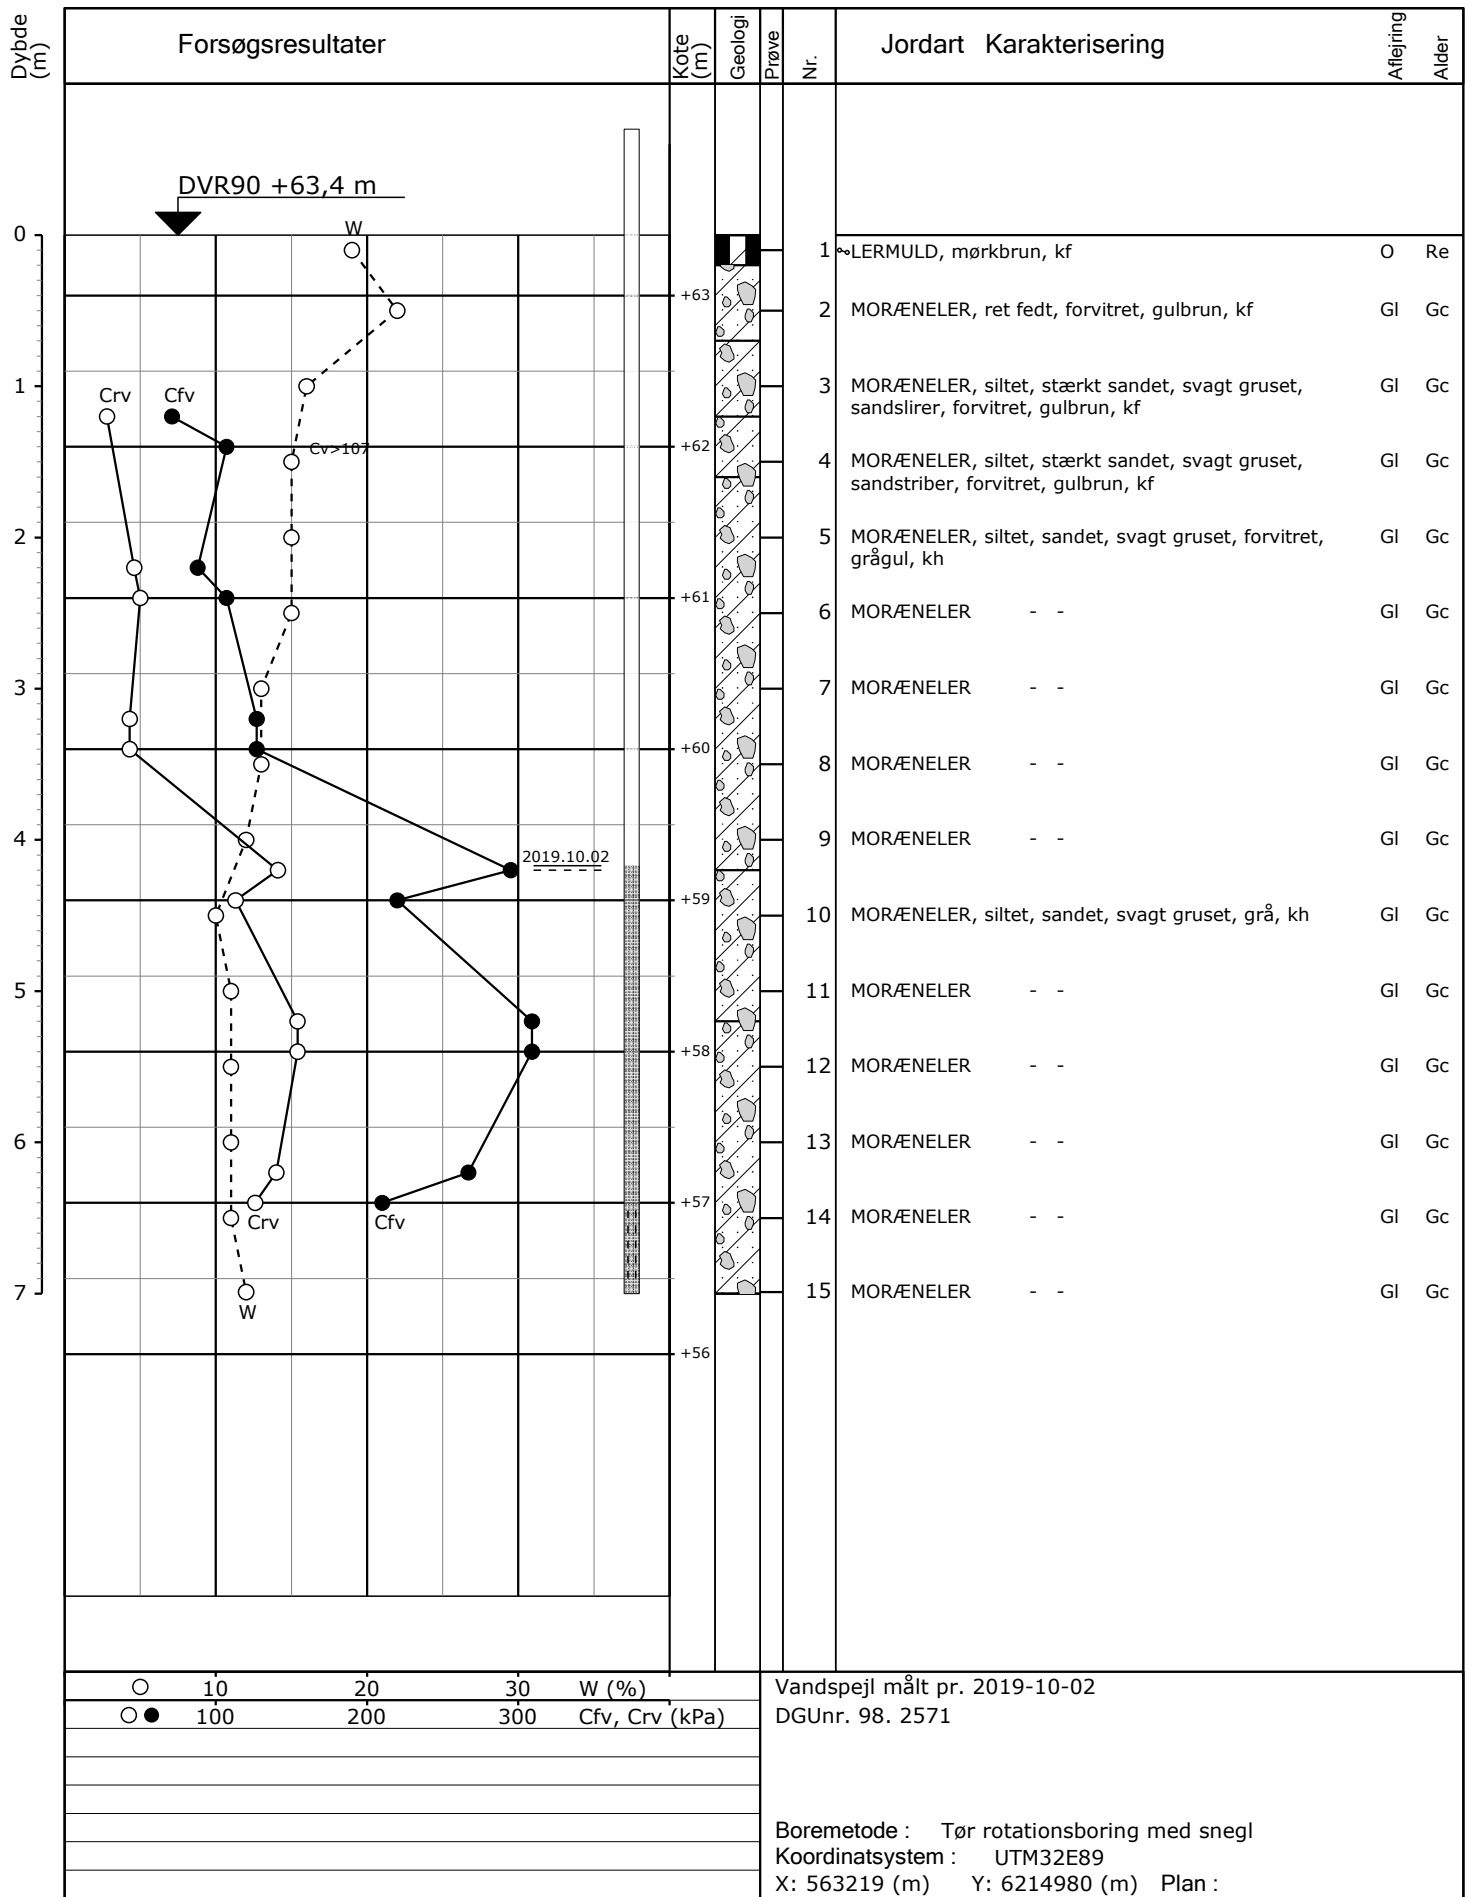 Dybde (m)
Forsøgsresultater
Kote (m)
Geologi
Prøve
Nr.
Jordart Karakterisering
Aflejring
Alder
DVR90 +63,4 m
W
0
1 LERMULD, mørkbrun, kf O Re
+63
2 MORÆNELER, ret fedt, forvitret, gulbrun, kf Gl Gc
1
Crv Cfv
3 MORÆNELER, siltet, stærkt sandet, svagt gruset, Gl Gc
sandslirer, forvitret, gulbrun, kf
Cv>107
+62
4 MORÆNELER, siltet, stærkt sandet, svagt gruset, Gl Gc
sandstriber, forvitret, gulbrun, kf
2
5 MORÆNELER, siltet, sandet, svagt gruset, forvitret, Gl Gc
grågul, kh
+61
6 MORÆNELER - - Gl Gc
3
7 MORÆNELER - - Gl Gc
+60
8 MORÆNELER - - Gl Gc
4
9 MORÆNELER - - Gl Gc
2019.10.02
+59
10 MORÆNELER, siltet, sandet, svagt gruset, grå, kh Gl Gc
5
11 MORÆNELER - - Gl Gc
+58
12 MORÆNELER - - Gl Gc
6
13 MORÆNELER - - Gl Gc
+57
14 MORÆNELER - - Gl Gc
Crv Cfv
7
15 MORÆNELER - - Gl Gc
W
+56
10 20 30 W (%)
100 200 300 Cfv, Crv (kPa)
Vandspejl målt pr. 2019-10-02
DGUnr. 98. 2571
Boremetode : Tør rotationsboring med snegl
Koordinatsystem : UTM32E89
X: 563219 (m) Y: 6214980 (m) Plan :